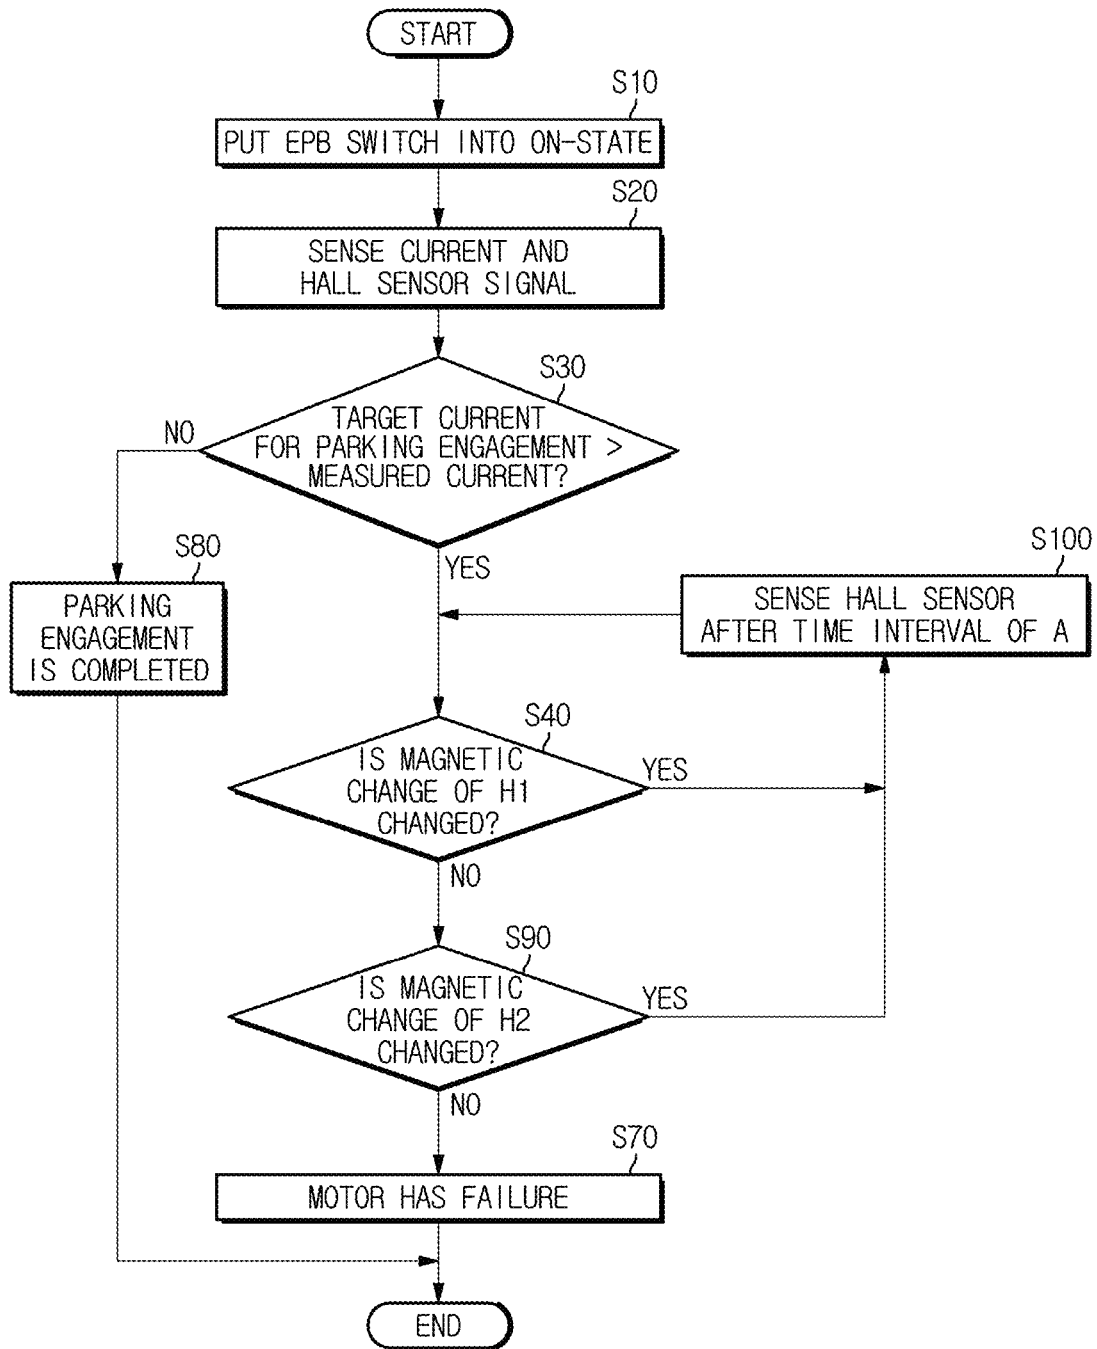 START
S10
PUT EPB SWITCH INTO ON-STATE
S20
SENSE CURRENT AND
HALL SENSOR SIGNAL
S30
TARGET CURRENT
FOR PARKING ENGAGEMENT >
MEASURED CURRENT?
NO
YES
S80
PARKING
ENGAGEMENT
IS COMPLETED
S100
SENSE HALL SENSOR
AFTER TIME INTERVAL OF A
S40
IS MAGNETIC
CHANGE OF H1
CHANGED?
YES
NO
S90
IS MAGNETIC
CHANGE OF H2
CHANGED?
YES
NO
S70
MOTOR HAS FAILURE
END